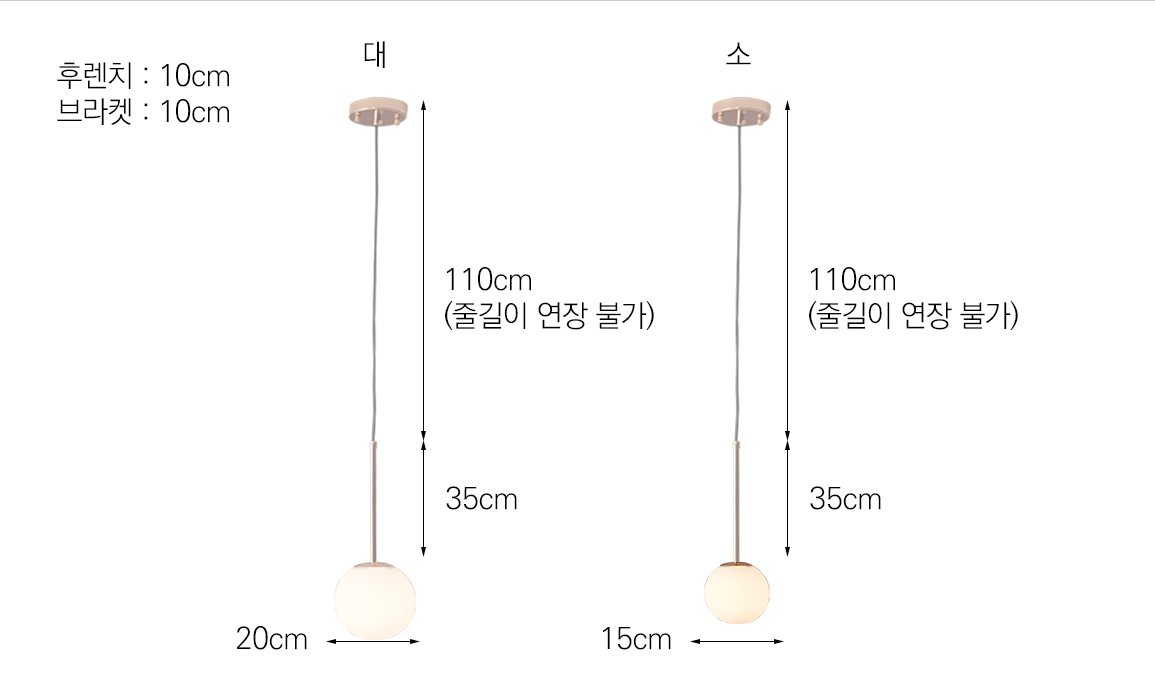 대
소
후렌치 : 10cm
브라켓 : 10cm
110cm
(줄길이 연장 불가)
110cm
(줄길이 연장 불가)
35cm
35cm
20cm
15cm